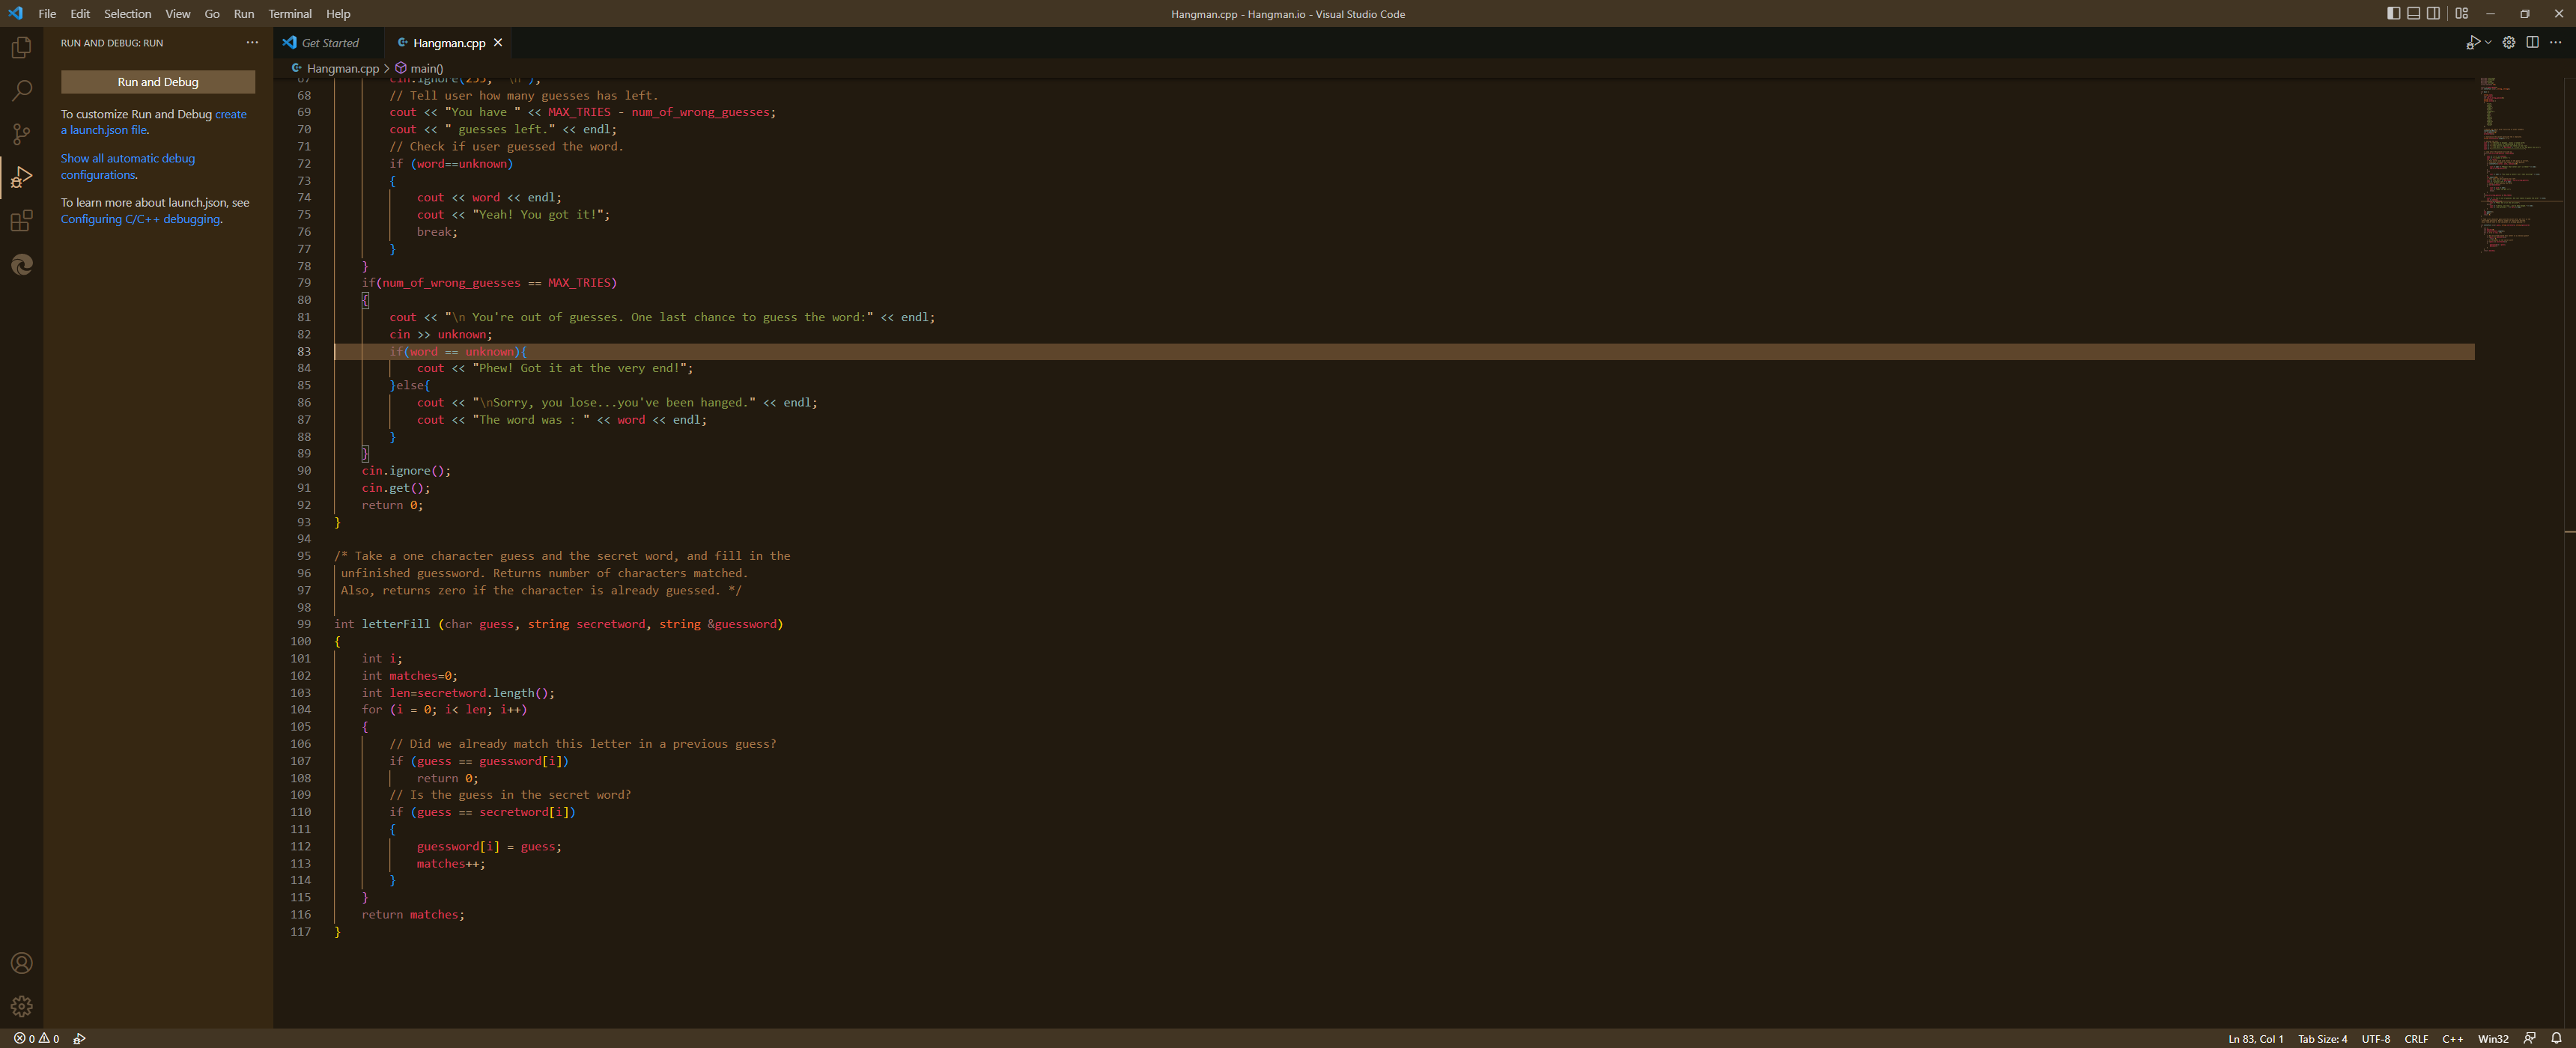 File Edit Selection View Go Run Terminal Help
Hangman.cpp - Hangman.io - Visual Studio Code
RUN AND DEBUG: RUN
Run and Debug
To customize Run and Debug create
a launch.json file.
Show all automatic debug
configurations.
To learn more about launch.json, see
Configuring C/C++ debugging.
Get Started
Hangman.cpp
Hangman.cpp > main()
68 // Tell user how many guesses has left.
69 cout << "You have " << MAX_TRIES - num_of_wrong_guesses;
70 cout << " guesses left." << endl;
71 // Check if user guessed the word.
72 if (word==unknown)
73 {
74 cout << word << endl;
75 cout << "Yeah! You got it!";
76 break;
77 }
78 }
79 if(num_of_wrong_guesses == MAX_TRIES)
80 {
81 cout << "\n You're out of guesses. One last chance to guess the word:" << endl;
82 cin >> unknown;
83 if(word == unknown){
84 cout << "Phew! Got it at the very end!";
85 }else{
86 cout << "\nSorry, you lose...you've been hanged." << endl;
87 cout << "The word was : " << word << endl;
88 }
89 }
90 cin.ignore();
91 cin.get();
92 return 0;
93 }
94
95 /* Take a one character guess and the secret word, and fill in the
96 unfinished guessword. Returns number of characters matched.
97 Also, returns zero if the character is already guessed. */
98
99 int letterFill (char guess, string secretword, string &guessword)
100 {
101 int i;
102 int matches=0;
103 int len=secretword.length();
104 for (i = 0; i< len; i++)
105 {
106 // Did we already match this letter in a previous guess?
107 if (guess == guessword[i])
108 return 0;
109 // Is the guess in the secret word?
110 if (guess == secretword[i])
111 {
112 guessword[i] = guess;
113 matches++;
114 }
115 }
116 return matches;
117 }
0 0
Ln 83, Col 1 Tab Size: 4 UTF-8 CRLF C++ Win32